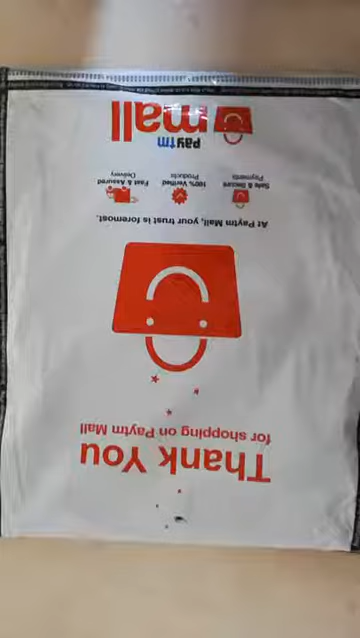 Thank You
for shopping on Paytm Mall
At Paytm Mall, your trust is foremost.
Safe & Secure Payments
100% Verified Products
Fast & Assured Delivery
paytm
mall